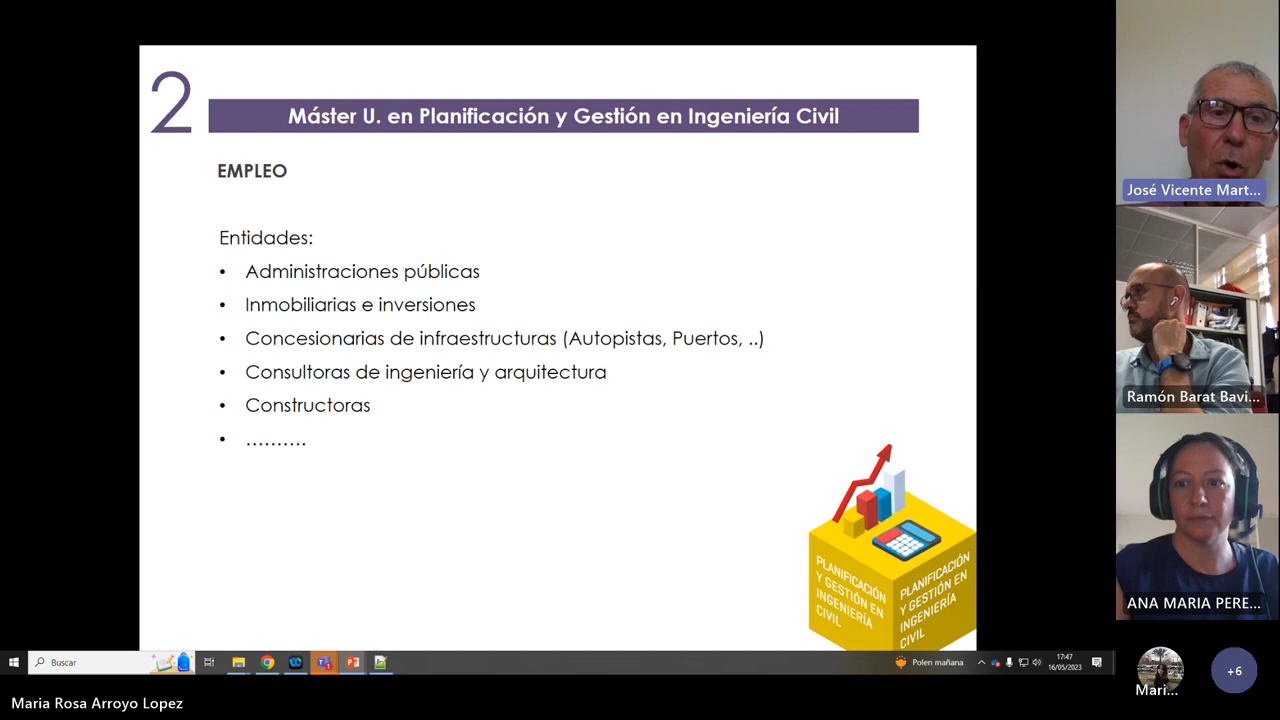 2
Máster U. en Planificación y Gestión en Ingeniería Civil
EMPLEO
Entidades:
• Administraciones públicas
• Inmobiliarias e inversiones
• Concesionarias de infraestructuras (Autopistas, Puertos, ..)
• Consultoras de ingeniería y arquitectura
• Constructoras
• ..........
PLANIFICACIÓN
Y GESTIÓN EN
INGENIERÍA
CIVIL
PLANIFICACIÓN
Y GESTIÓN EN
INGENIERÍA
CIVIL
José Vicente Mart...
Ramón Barat Bavi...
ANA MARIA PERE...
Mari...
+6
Buscar
Polen mañana
17:47
16/05/2023
Maria Rosa Arroyo Lopez